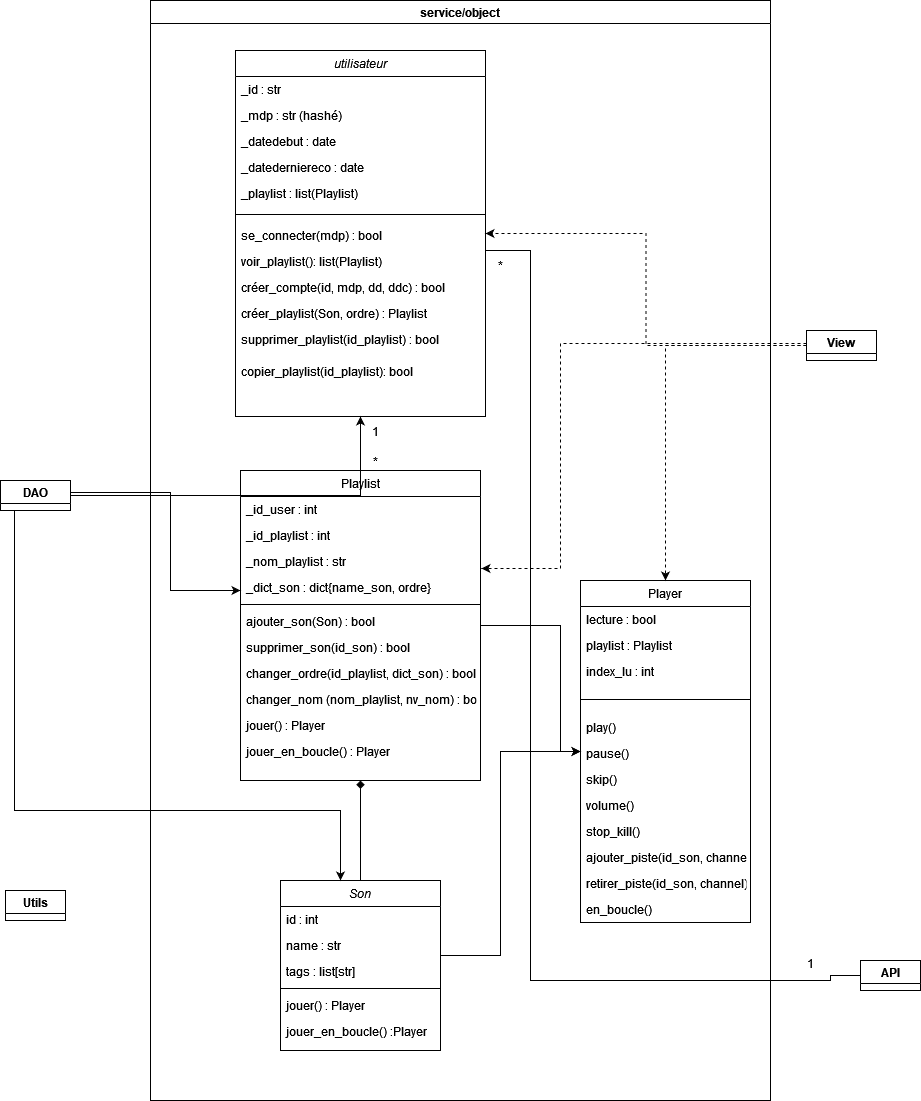 service/object
utilisateur
_id : str
_mdp : str (hashé)
_datedebut : date
_datederniereco : date
_playlist : list(Playlist)
se_connecter(mdp) : bool
voir_playlist(): list(Playlist)
créer_compte(id, mdp, dd, ddc) : bool
créer_playlist(Son, ordre) : Playlist
supprimer_playlist(id_playlist) : bool
copier_playlist(id_playlist): bool
*
View
1
*
DAO
Playlist
_id_user : int
_id_playlist : int
_nom_playlist : str
_dict_son : dict{name_son, ordre}
ajouter_son(Son) : bool
supprimer_son(id_son) : bool
changer_ordre(id_playlist, dict_son) : bool
changer_nom (nom_playlist, nv_nom) : bo
jouer() : Player
jouer_en_boucle() : Player
Player
lecture : bool
playlist : Playlist
index_lu : int
play()
pause()
skip()
volume()
stop_kill()
ajouter_piste(id_son, channe
retirer_piste(id_son, channel)
en_boucle()
Utils
Son
id : int
name : str
tags : list[str]
jouer() : Player
jouer_en_boucle() :Player
1
API